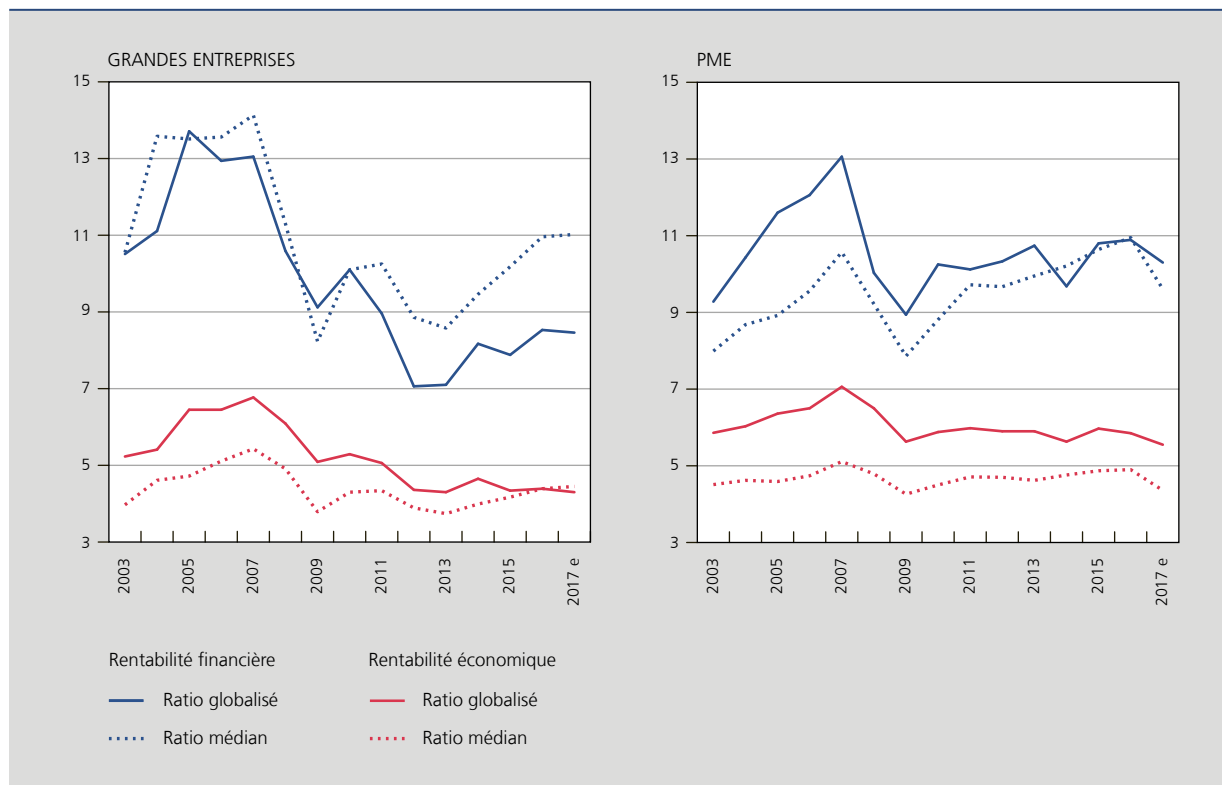 GRANDES ENTREPRISES
15
13
11
9
7
5
3
2003
2005
2007
2009
2011
2013
2015
2017 e
PME
15
13
11
9
7
5
3
2003
2005
2007
2009
2011
2013
2015
2017 e
Rentabilité financière
Ratio globalisé
Ratio médian
Rentabilité économique
Ratio globalisé
Ratio médian